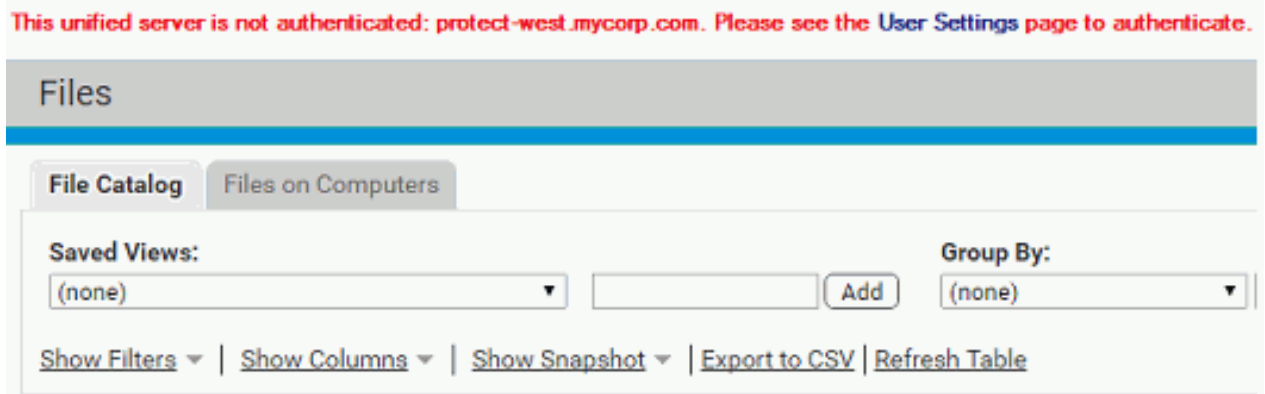 This unified server is not authenticated: protect-west.mycorp.com. Please see the User Settings page to authenticate.
Files
File Catalog Files on Computers
Saved Views: Group By:
(none) Add (none)
Show Filters | Show Columns | Show Snapshot | Export to CSV | Refresh Table